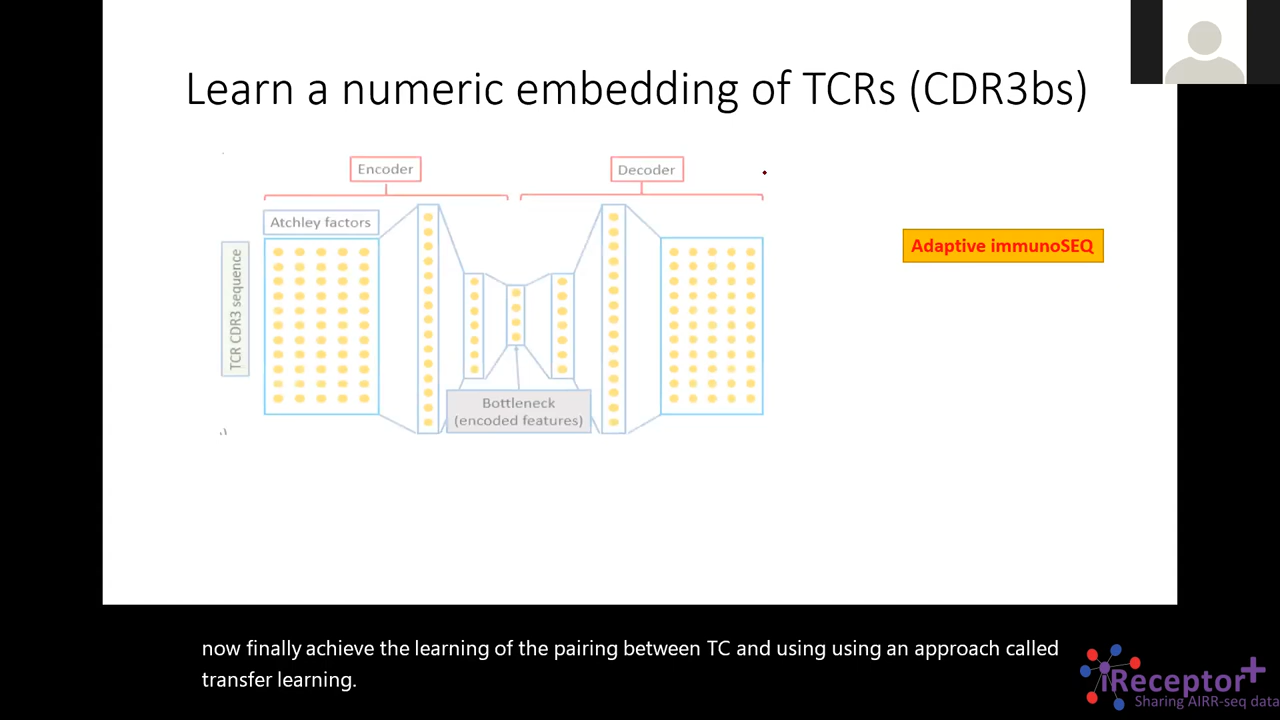 Learn a numeric embedding of TCRs (CDR3bs)
Encoder
Decoder
Atchley factors
TCR CDR3 sequence
Adaptive immunoSEQ
Bottleneck
(encoded features)
now finally achieve the learning of the pairing between TC and using using an approach called
transfer learning.
iReceptor+
Sharing AIRR-seq data